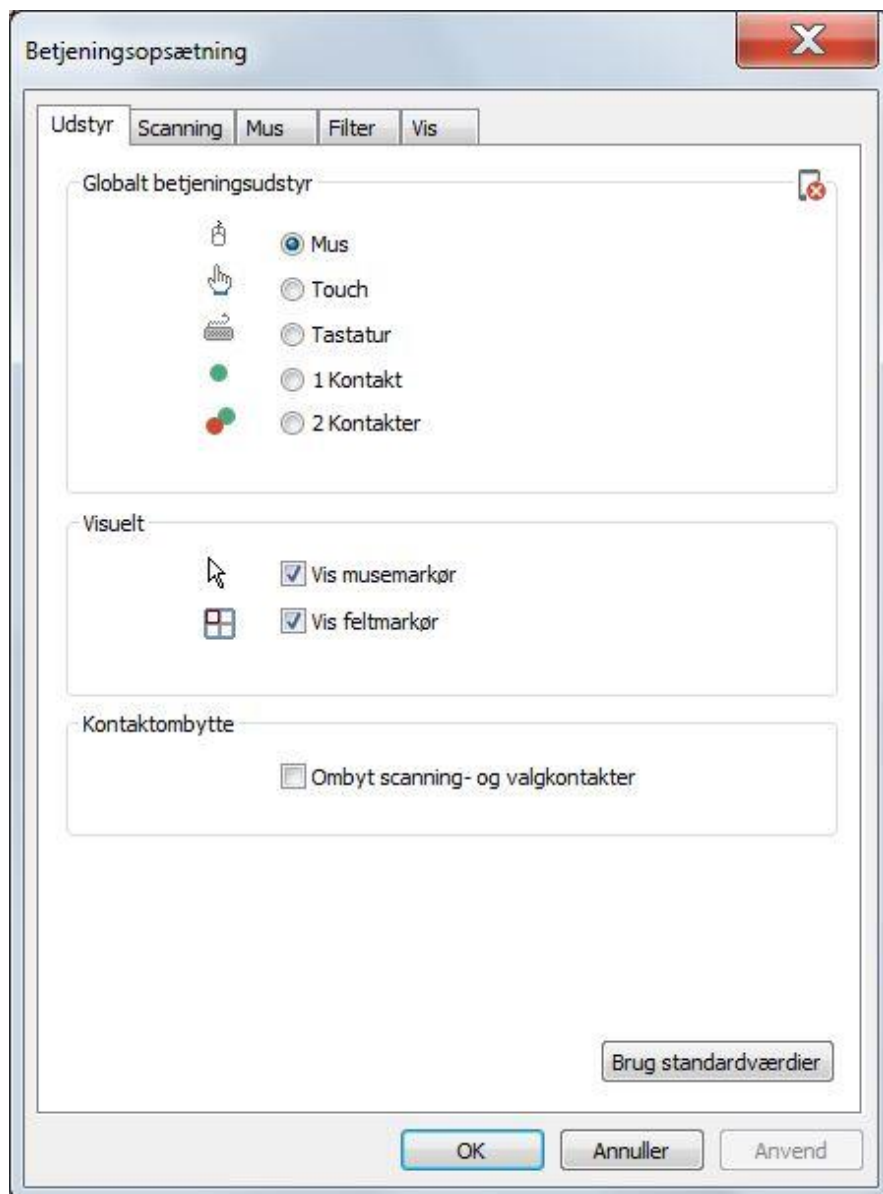 Betjeningsopsætning
Udstyr Scanning Mus Filter Vis
Globalt betjeningsudstyr
Mus
Touch
Tastatur
1 Kontakt
2 Kontakter
Visuelt
Vis musemarkør
Vis feltmarkør
Kontaktombytte
Ombyt scanning- og valgkontakter
Brug standardværdier
OK Annuller Anvend